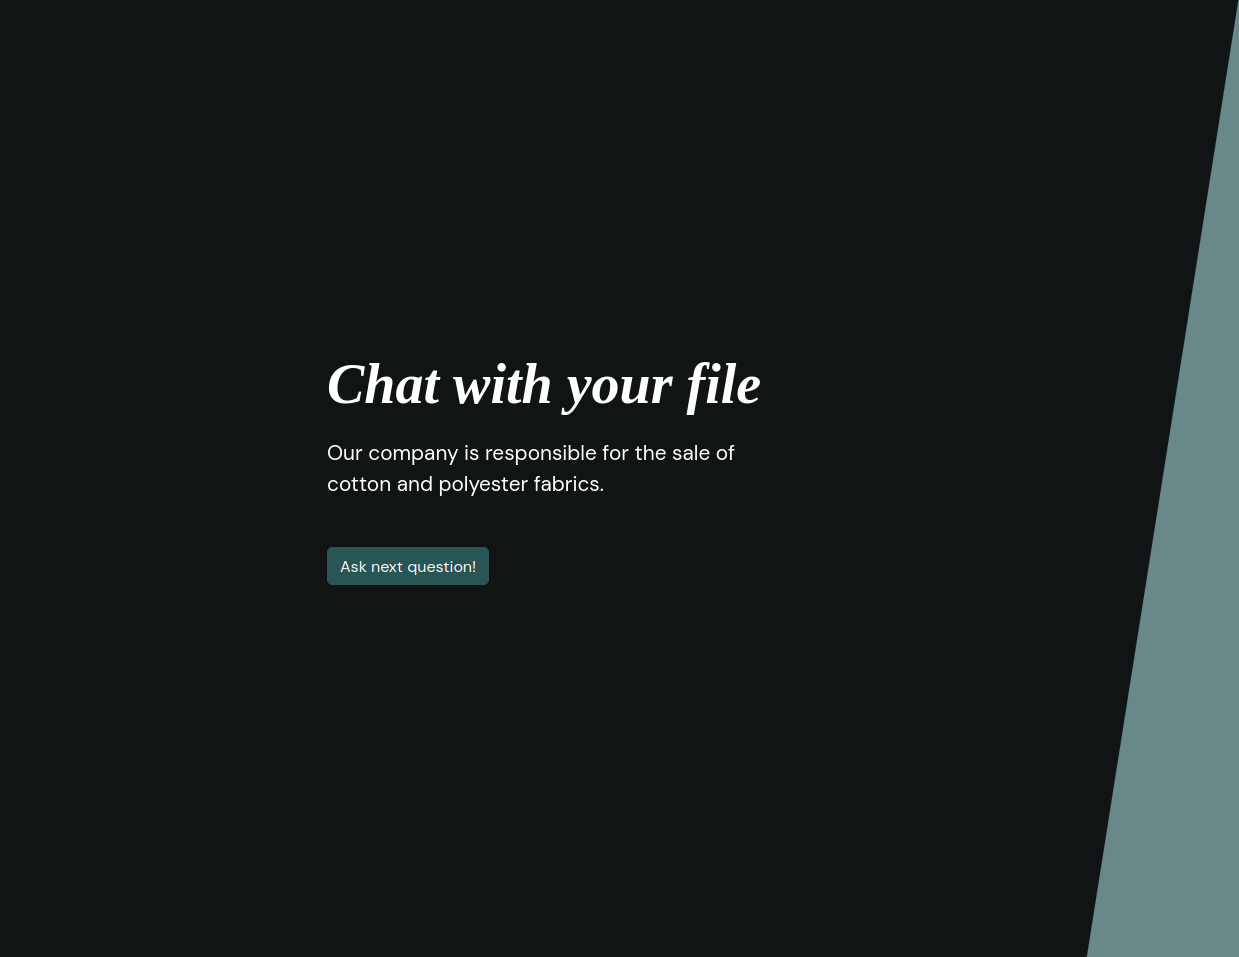 Chat with your file
Our company is responsible for the sale of
cotton and polyester fabrics.
Ask next question!